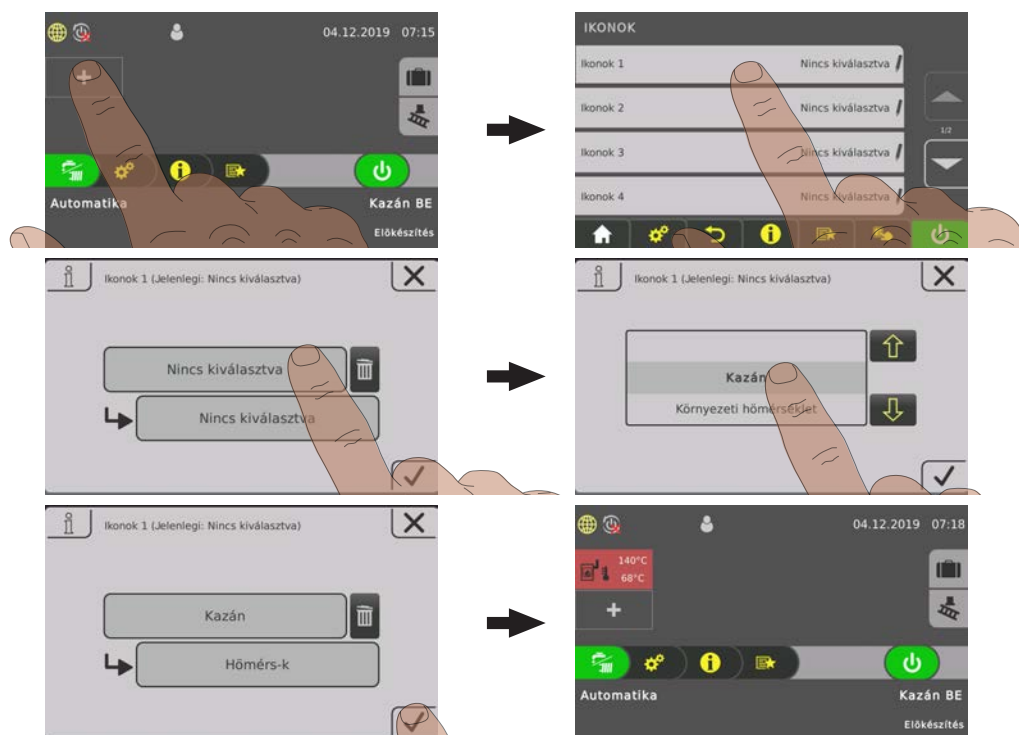 04.12.2019 07:15
+
Automatika
Kazán BE
Előkészítés
IKONOK
Ikonok 1 Nincs kiválasztva
Ikonok 2 Nincs kiválasztva
1/2
Ikonok 3 Nincs kiválasztva
Ikonok 4 Nincs kiválasztva
Ikonok 1 (Jelenlegi: Nincs kiválasztva)
Nincs kiválasztva
Nincs kiválasztva
Ikonok 1 (Jelenlegi: Nincs kiválasztva)
Kazán
Környezeti hőmérséklet
Ikonok 1 (Jelenlegi: Nincs kiválasztva)
Kazán
Hőmérs-k
04.12.2019 07:18
140°C
68°C
+
Automatika
Kazán BE
Előkészítés